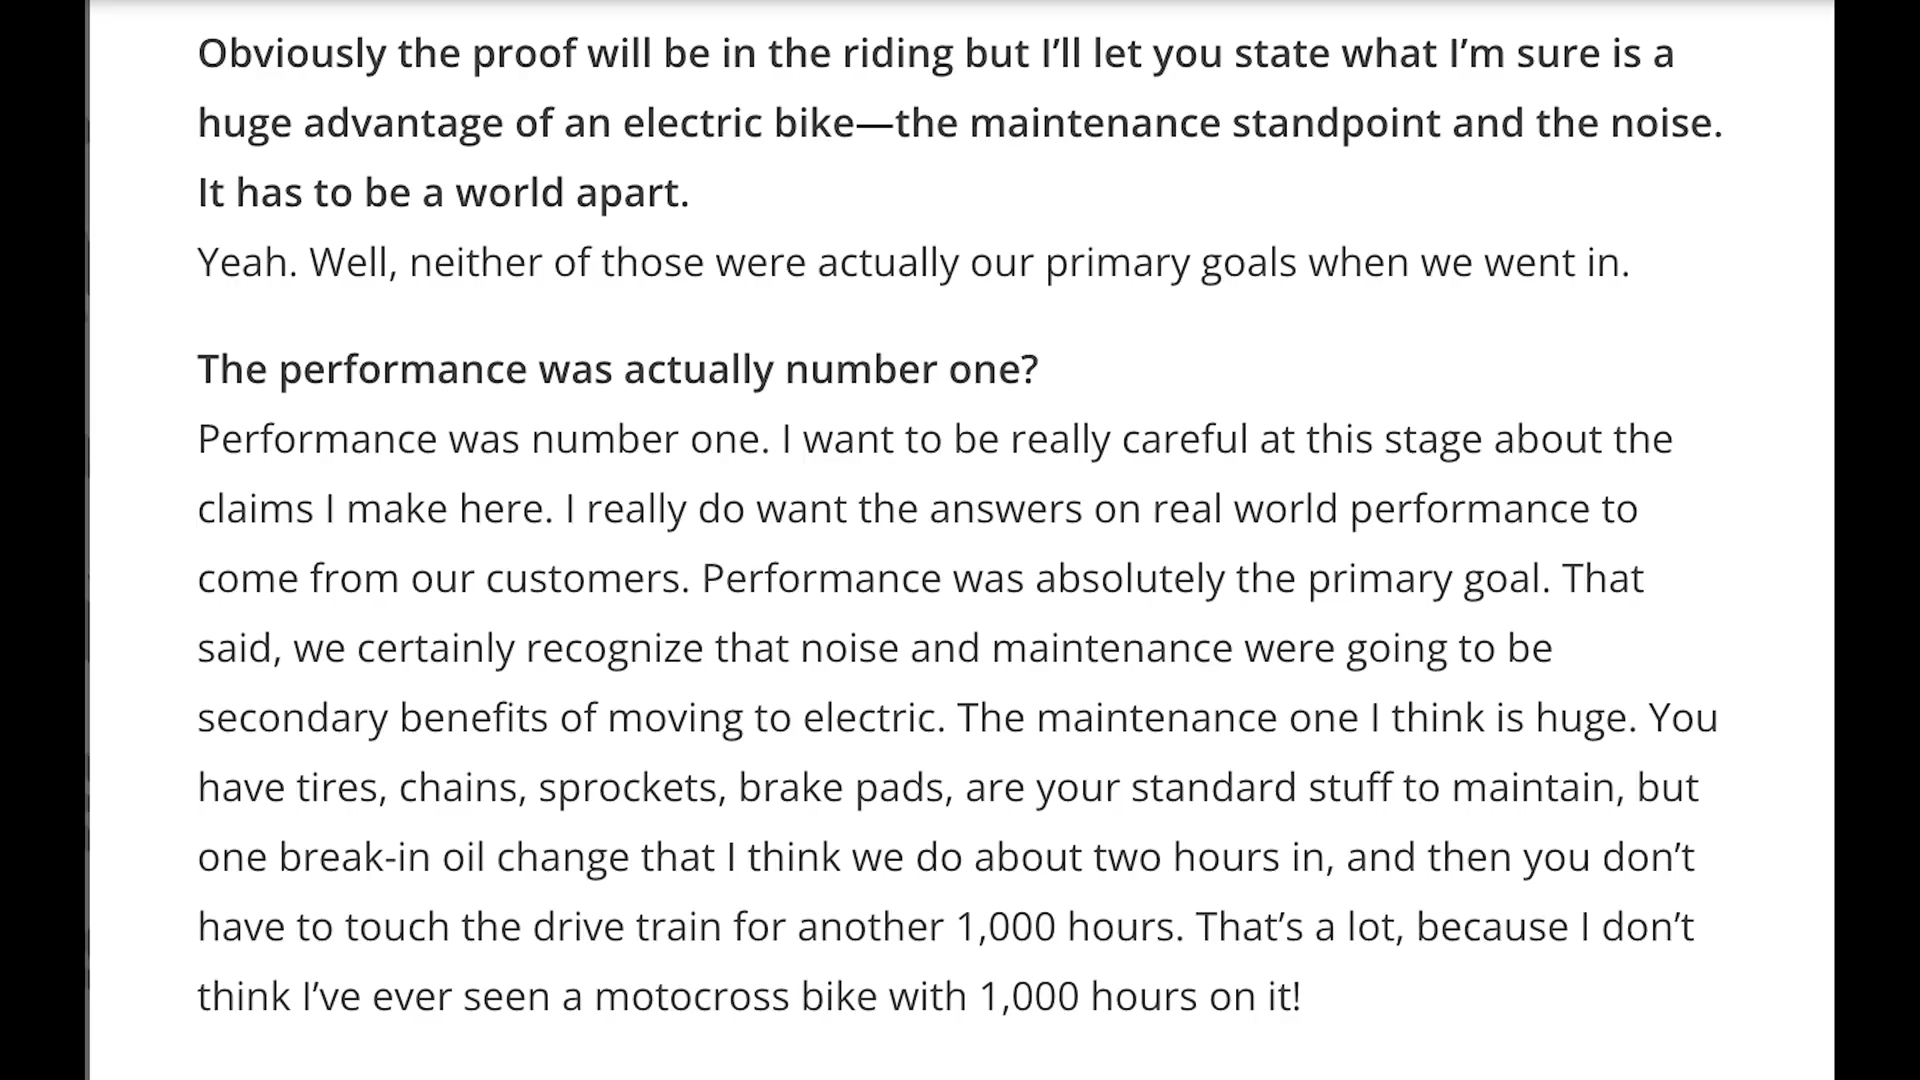 Obviously the proof will be in the riding but I’ll let you state what I’m sure is a
huge advantage of an electric bike—the maintenance standpoint and the noise.
It has to be a world apart.
Yeah. Well, neither of those were actually our primary goals when we went in.
The performance was actually number one?
Performance was number one. I want to be really careful at this stage about the
claims I make here. I really do want the answers on real world performance to
come from our customers. Performance was absolutely the primary goal. That
said, we certainly recognize that noise and maintenance were going to be
secondary benefits of moving to electric. The maintenance one I think is huge. You
have tires, chains, sprockets, brake pads, are your standard stuff to maintain, but
one break-in oil change that I think we do about two hours in, and then you don’t
have to touch the drive train for another 1,000 hours. That’s a lot, because I don’t
think I’ve ever seen a motocross bike with 1,000 hours on it!